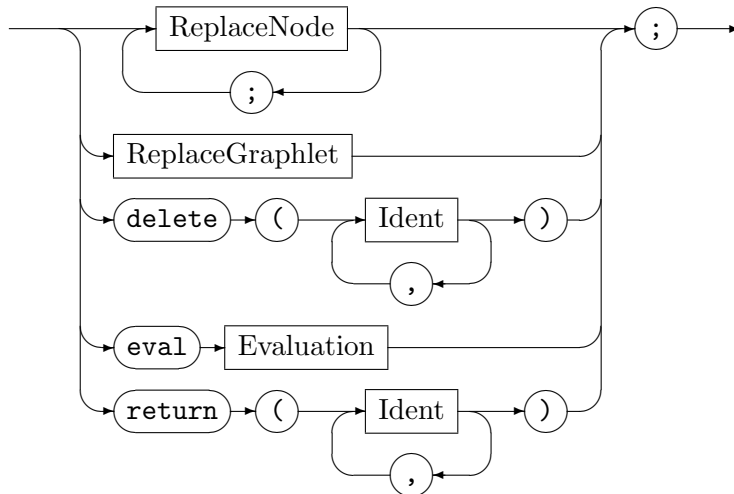 ReplaceNode ;
;
ReplaceGraphlet
delete ( Ident )
,
eval Evaluation
return ( Ident )
,